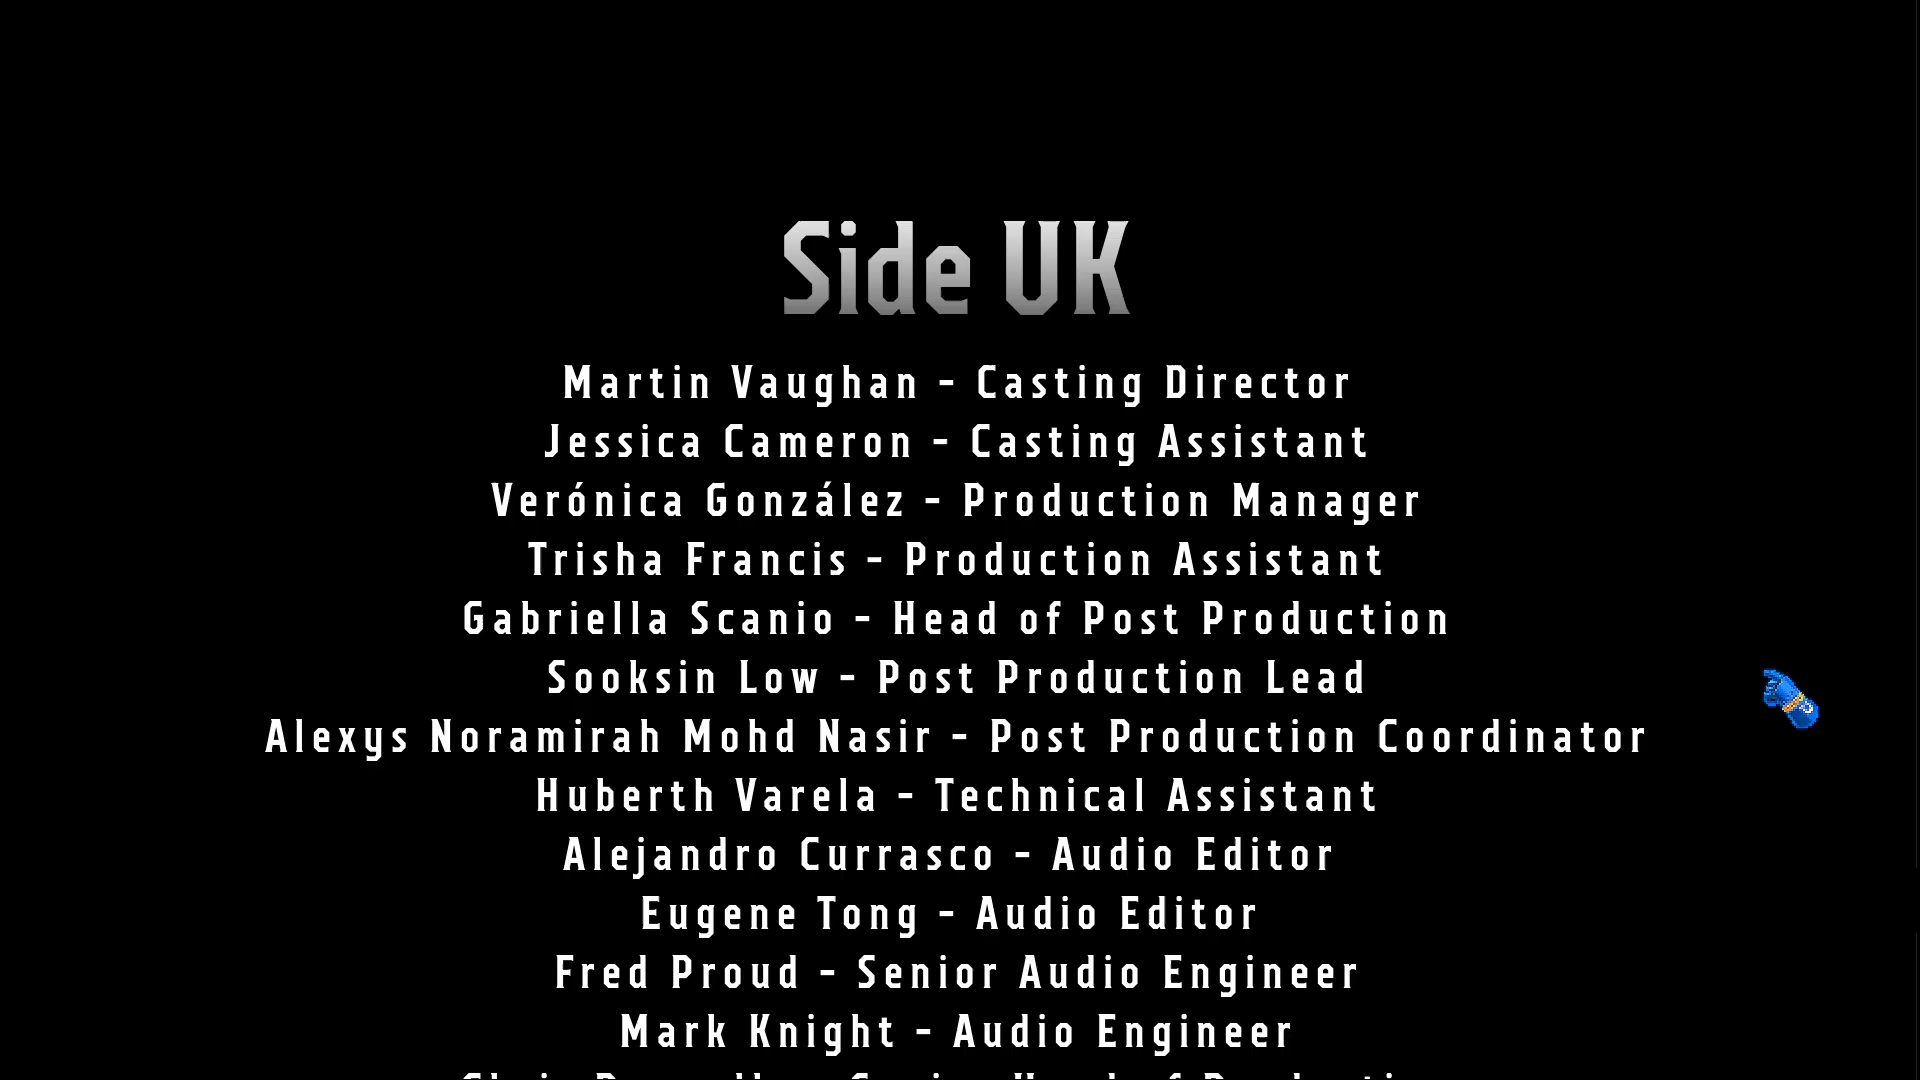 Side UK
Martin Vaughan - Casting Director
Jessica Cameron - Casting Assistant
Verónica González - Production Manager
Trisha Francis - Production Assistant
Gabriella Scanio - Head of Post Production
Sooksin Low - Post Production Lead
Alexys Noramirah Mohd Nasir - Post Production Coordinator
Huberth Varela - Technical Assistant
Alejandro Currasco - Audio Editor
Eugene Tong - Audio Editor
Fred Proud - Senior Audio Engineer
Mark Knight - Audio Engineer